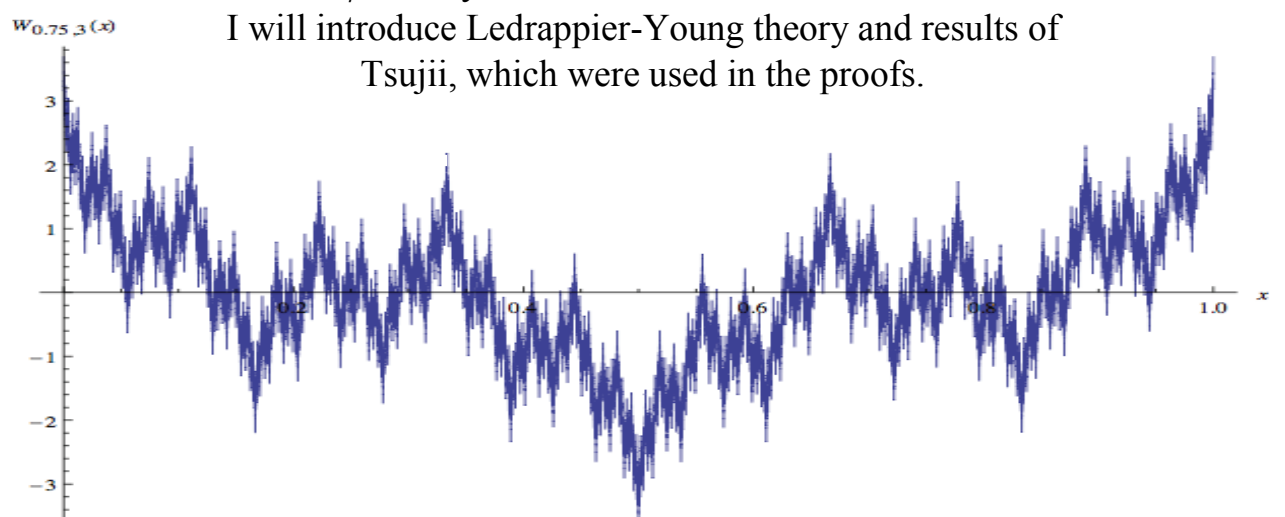 I will introduce Ledrappier-Young theory and results of
Tsujii, which were used in the proofs.
W0.75,3(x)
3
2
1
-1
-2
-3
0.2
0.4
0.6
0.8
1.0
x